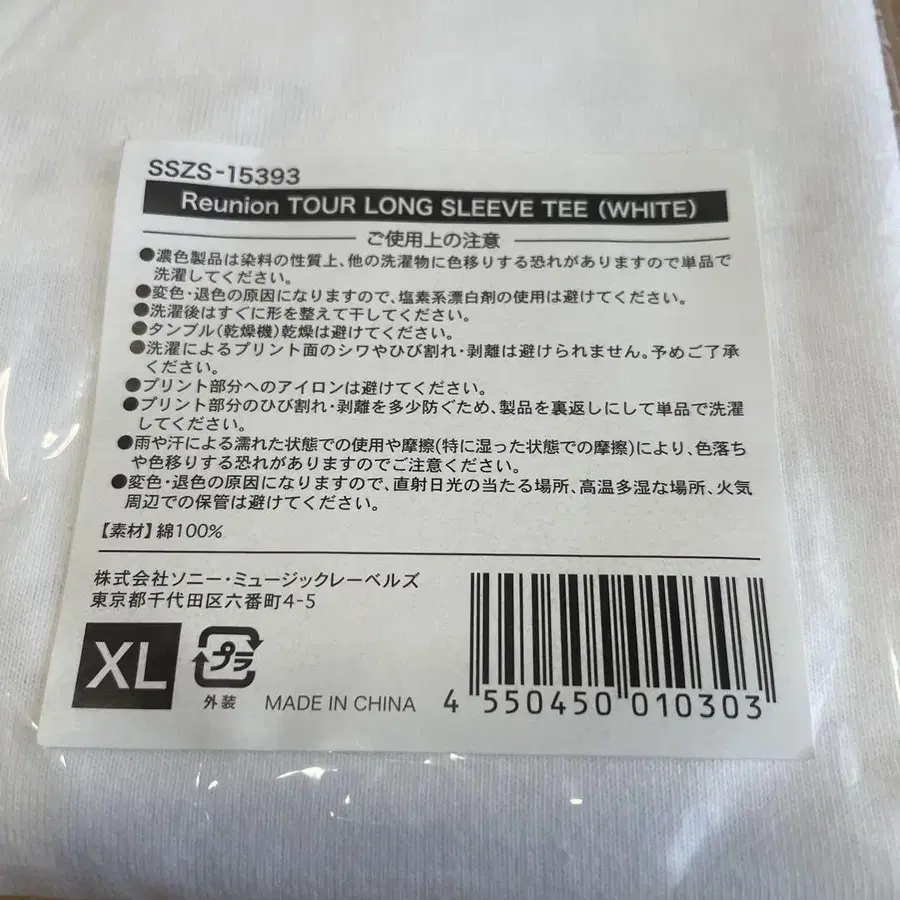 SSZS-15393
Reunion TOUR LONG SLEEVE TEE (WHITE)
ご使用上の注意
●濃色製品は染料の性質上、他の洗濯物に色移りする恐れがありますので単品で
洗濯してください。
●変色・退色の原因になりますので、塩素系漂白剤の使用は避けてください。
●洗濯後はすぐに形を整えて干してください。
●タンブル(乾燥機)乾燥は避けてください。
●洗濯によるプリント面のシワやひび割れ・剥離は避けられません。予めご了承
ください。
●プリント部分へのアイロンは避けてください。
●プリント部分のひび割れ・剥離を多少防ぐため、製品を裏返しにして単品で洗濯
してください。
●雨や汗による濡れた状態での使用や摩擦(特に湿った状態での摩擦)により、色落ち
や色移りする恐れがありますのでご注意ください。
●変色・退色の原因になりますので、直射日光の当たる場所、高温多湿な場所、火気
周辺での保管は避けてください。
【素材】綿100%
株式会社ソニー・ミュージックレーベルズ
東京都千代田区六番町4-5
XL
プラ
外装
MADE IN CHINA
4 550450 010303